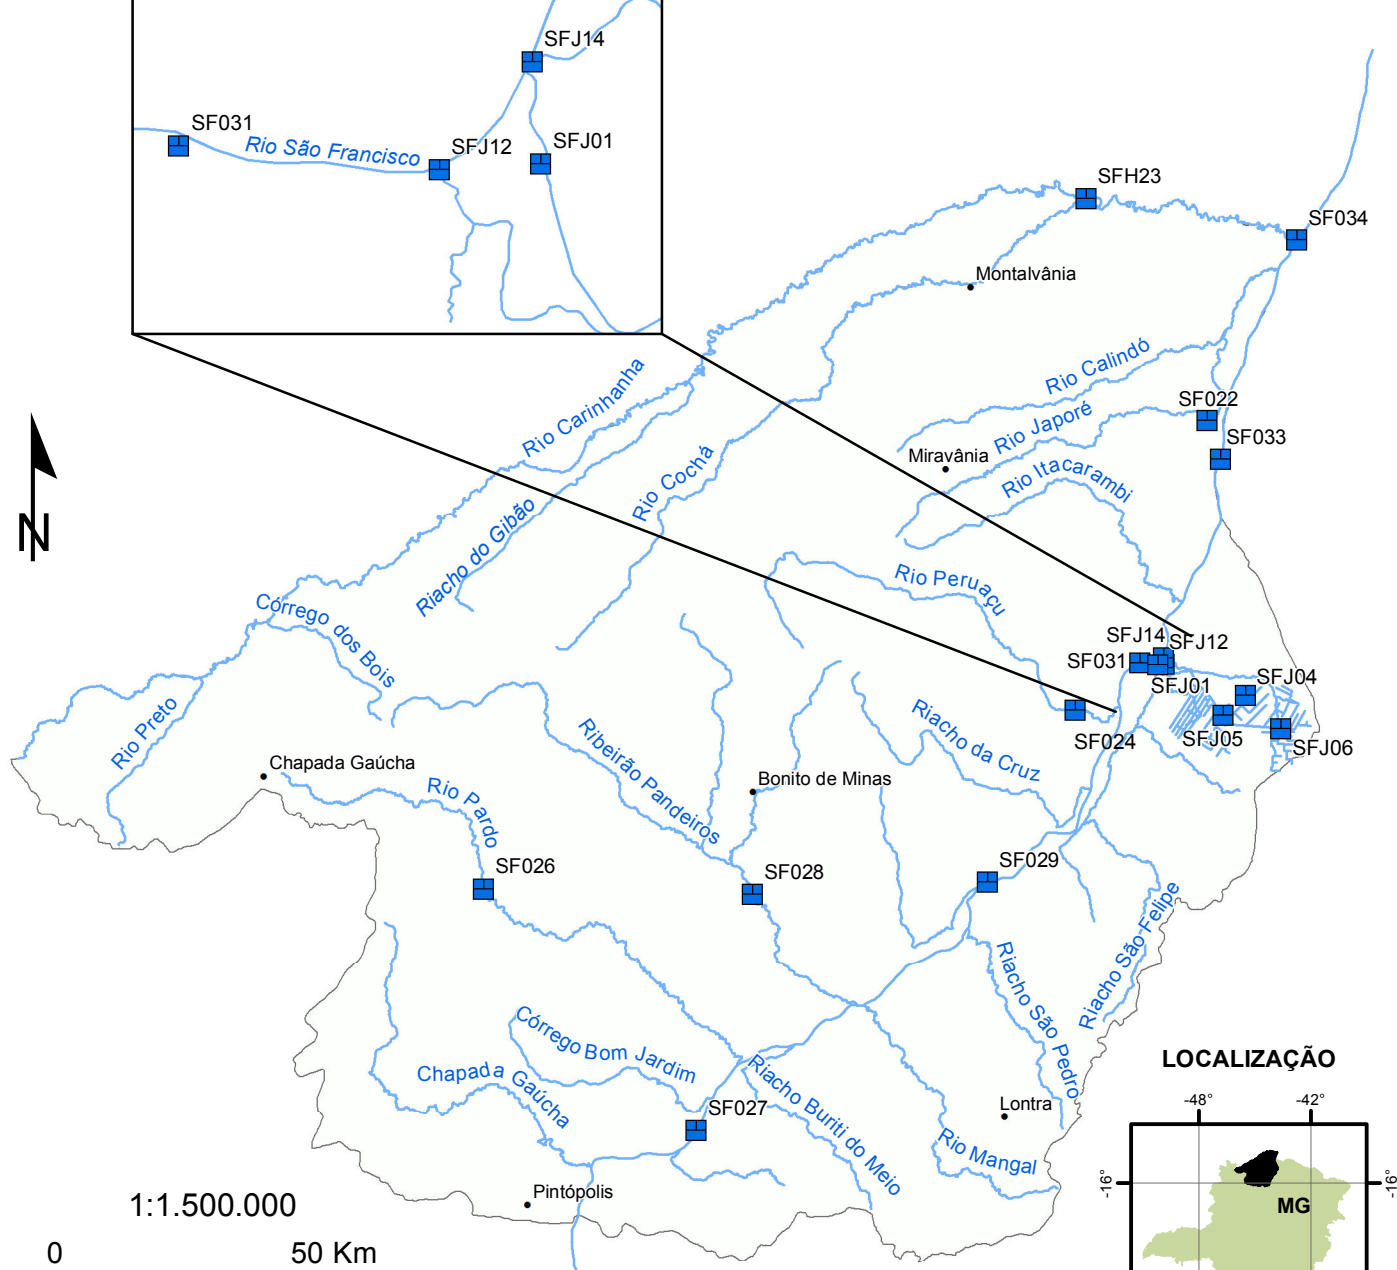 SFJ14
SF031
Rio São Francisco
SFJ12
SFJ01
SFH23
SF034
Montalvânia
Rio Calindó
Rio Carinhanha
SF022
Rio Japoré
SF033
Miravânia
Rio Cochá
Rio Itacarambi
Riacho do Gibão
N
Rio Peruaçu
Córrego dos Bois
SFJ14
SFJ12
SF031
SFJ01
SFJ04
Rio Preto
Ribeirão Pandeiros
Riacho da Cruz
SF024
SFJ05
SFJ06
Chapada Gaúcha
Bonito de Minas
Rio Pardo
SF026
SF028
SF029
Riacho São Felipe
Riacho São Pedro
Córrego Bom Jardim
Chapada Gaúcha
Riacho Buriti do Meio
SF027
Lontra
Rio Mangal
Pintópolis
LOCALIZAÇÃO
-48°
-42°
-16°
-16°
MG
1:1.500.000
0
50 Km